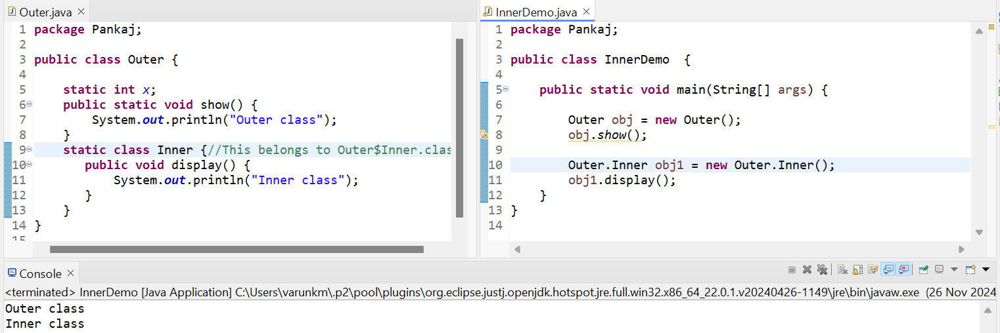 Outer.java
1 package Pankaj;
2
3 public class Outer {
4
5 static int x;
6 public static void show() {
7 System.out.println("Outer class");
8 }
9 static class Inner {//This belongs to Outer$Inner.clas
10 public void display() {
11 System.out.println("Inner class");
12 }
13 }
14 }
15
InnerDemo.java
1 package Pankaj;
2
3 public class InnerDemo {
4
5 public static void main(String[] args) {
6
7 Outer obj = new Outer();
8 obj.show();
9
10 Outer.Inner obj1 = new Outer.Inner();
11 obj1.display();
12 }
13 }
14
Console
<terminated> InnerDemo [Java Application] C:\Users\varunkm\.p2\pool\plugins\org.eclipse.justj.openjdk.hotspot.jre.full.win32.x86_64_22.0.1.v20240426-1149\jre\bin\javaw.exe (26 Nov 2024
Outer class
Inner class